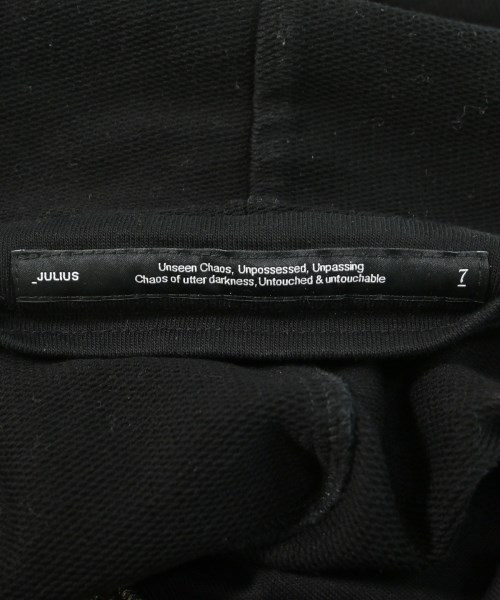 _JULIUS
Unseen Chaos, Unpossessed, Unpassing
Chaos of utter darkness,Untouched & untouchable
7